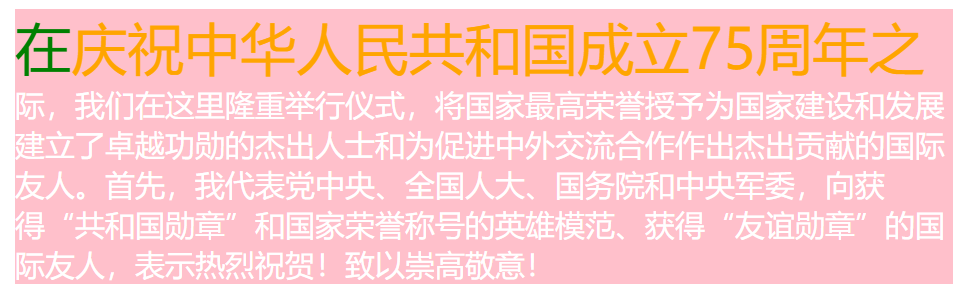 在庆祝中华人民共和国成立75周年之
际，我们在这里隆重举行仪式，将国家最高荣誉授予为国家建设和发展
建立了卓越功勋的杰出人士和为促进中外交流合作作出杰出贡献的国际
友人。首先，我代表党中央、全国人大、国务院和中央军委，向获
得“共和国勋章”和国家荣誉称号的英雄模范、获得“友谊勋章”的国
际友人，表示热烈祝贺！致以崇高敬意！